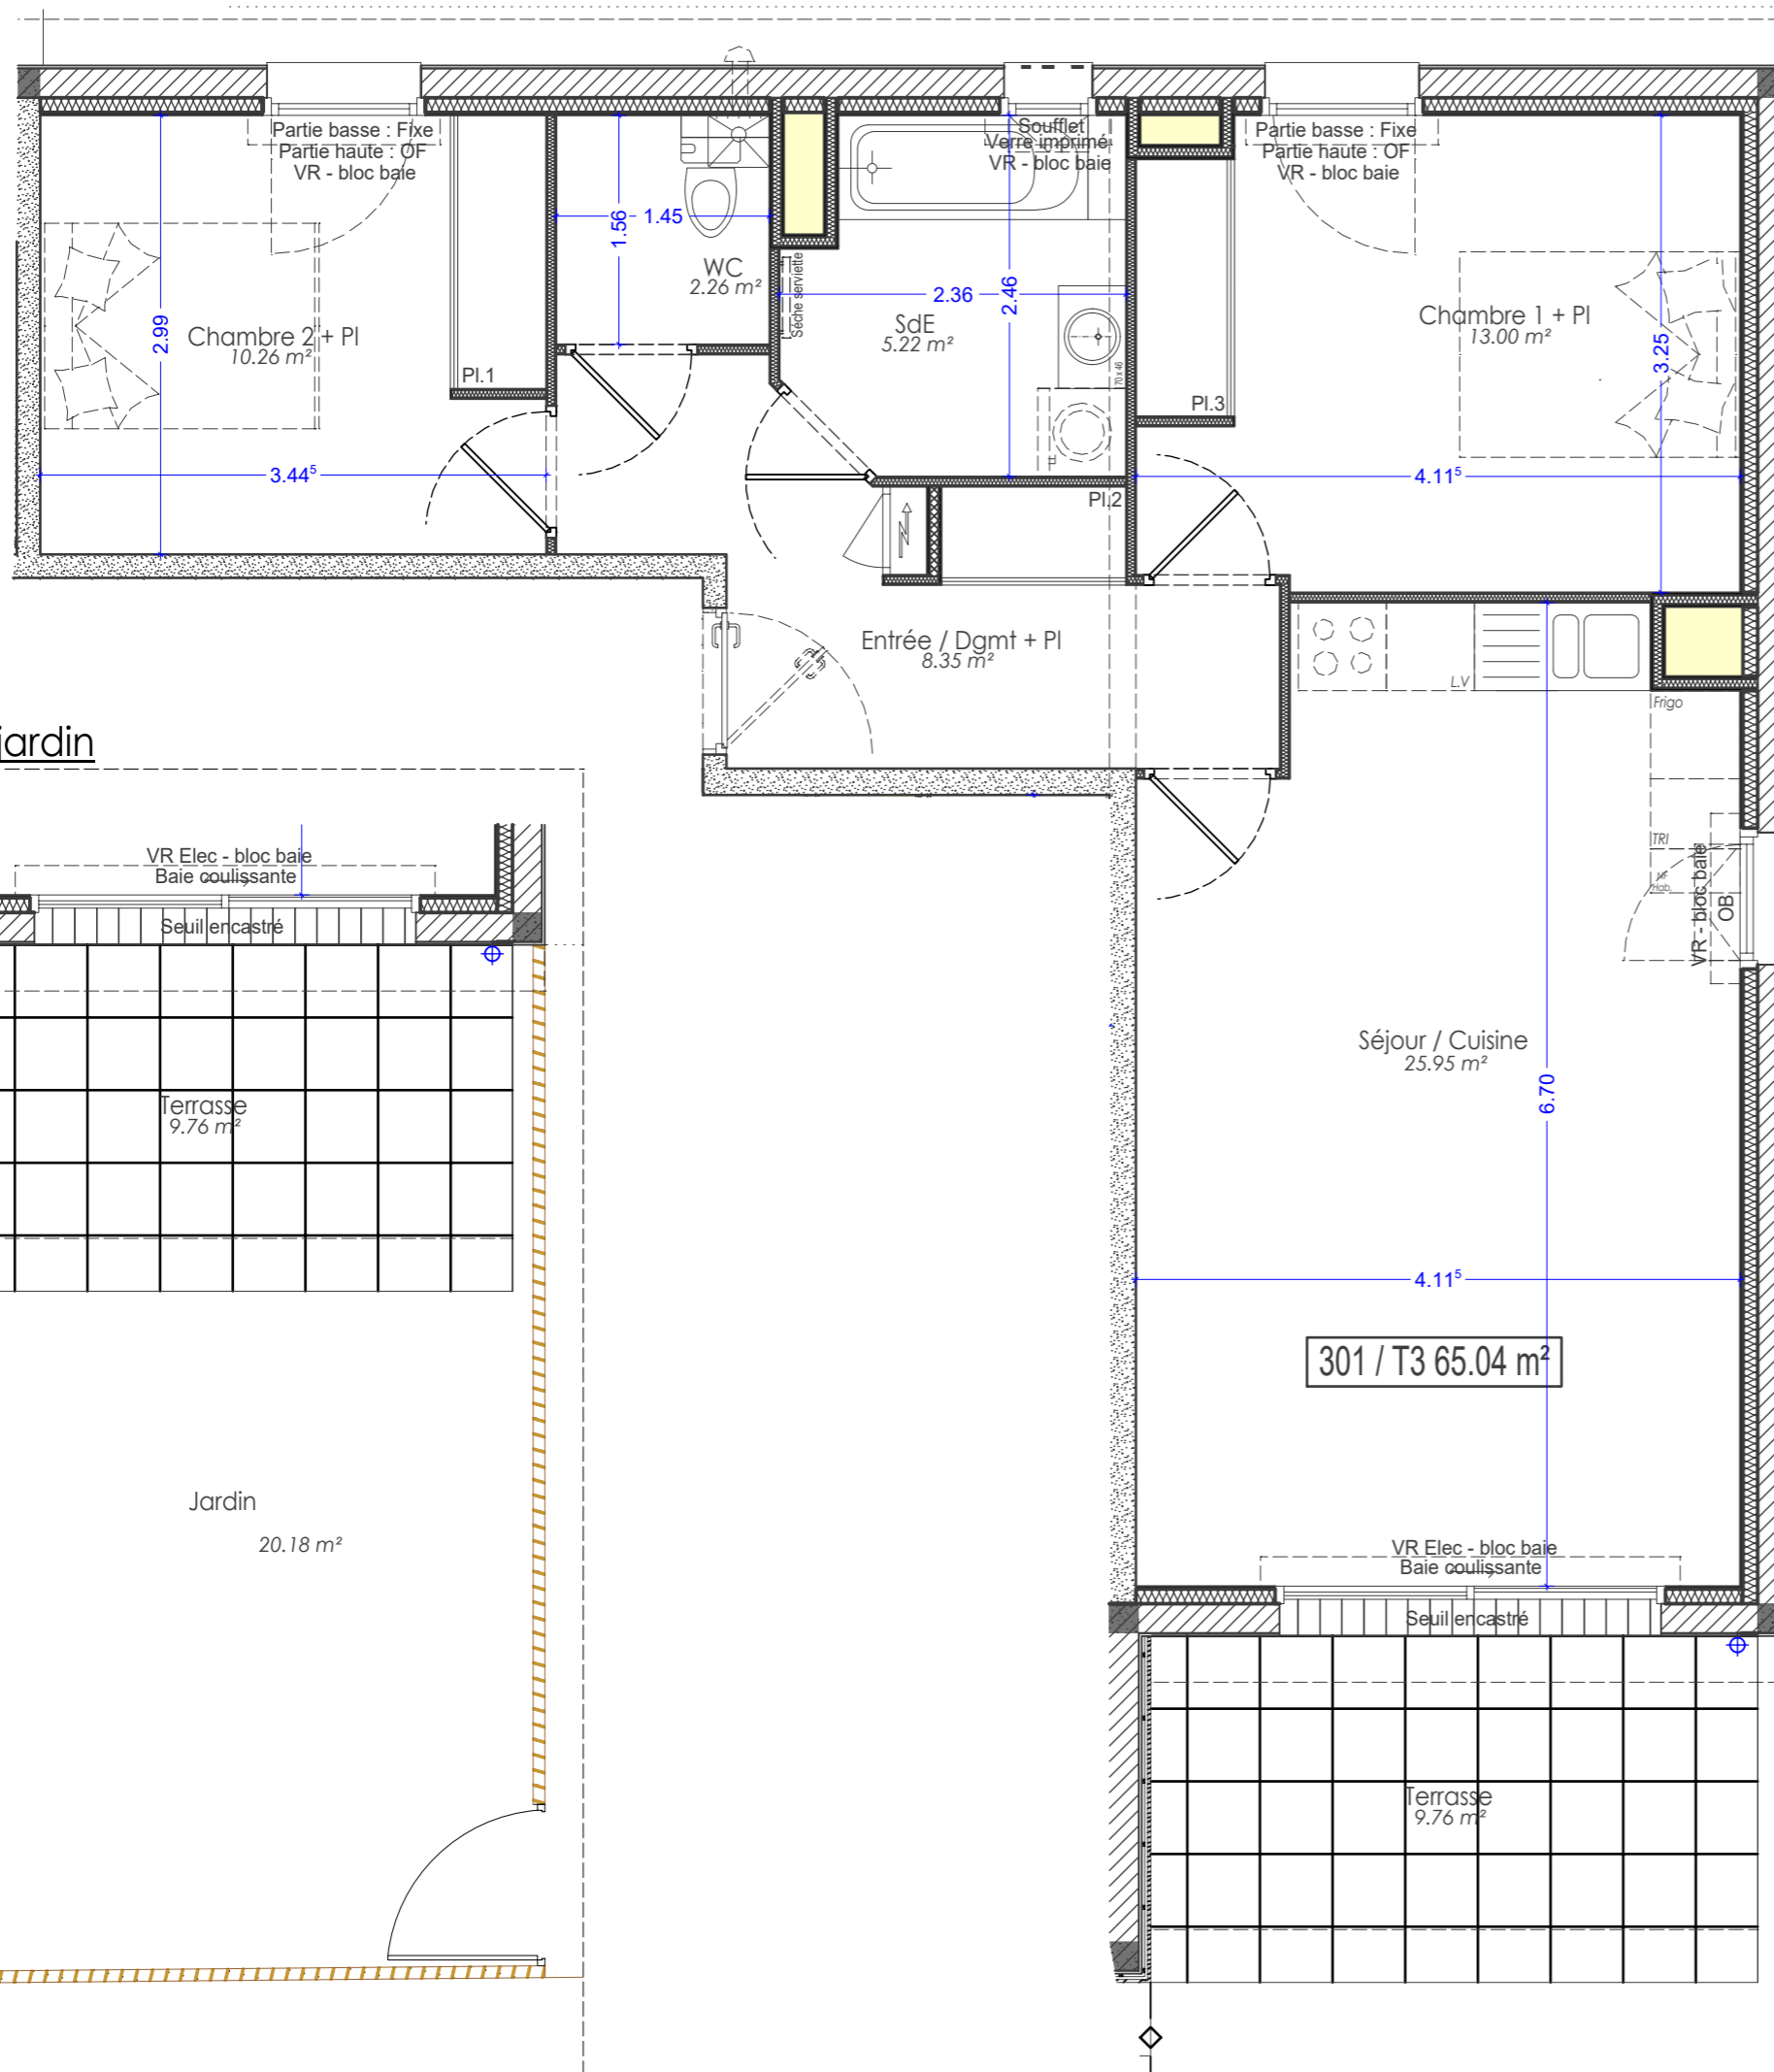 Partie basse : Fixe
Partie haute : OF
VR - bloc baie
Soufflet
Verre imprimé
VR - bloc baie
Partie basse : Fixe
Partie haute : OF
VR - bloc baie
1.56
1.45
WC
2.26 m²
Sèche serviette
2.36
2.46
SdE
5.22 m²
70 x 46
2.99
Chambre 2 + Pl
10.26 m²
Pl.1
3.44⁵
Chambre 1 + Pl
13.00 m²
3.25
Pl.3
4.11⁵
Pl.2
Entrée / Dgmt + Pl
8.35 m²
L.V
Frigo
TRI
NF
Hab.
VR - bloc baie
OB
jardin
VR Elec - bloc baie
Baie coulissante
Seuil encastré
Terrasse
9.76 m²
Jardin
20.18 m²
Séjour / Cuisine
25.95 m²
6.70
4.11⁵
301 / T3 65.04 m²
VR Elec - bloc baie
Baie coulissante
Seuil encastré
Terrasse
9.76 m²